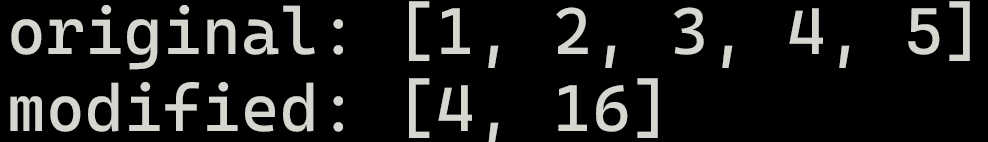 original: [1, 2, 3, 4, 5]
modified: [4, 16]